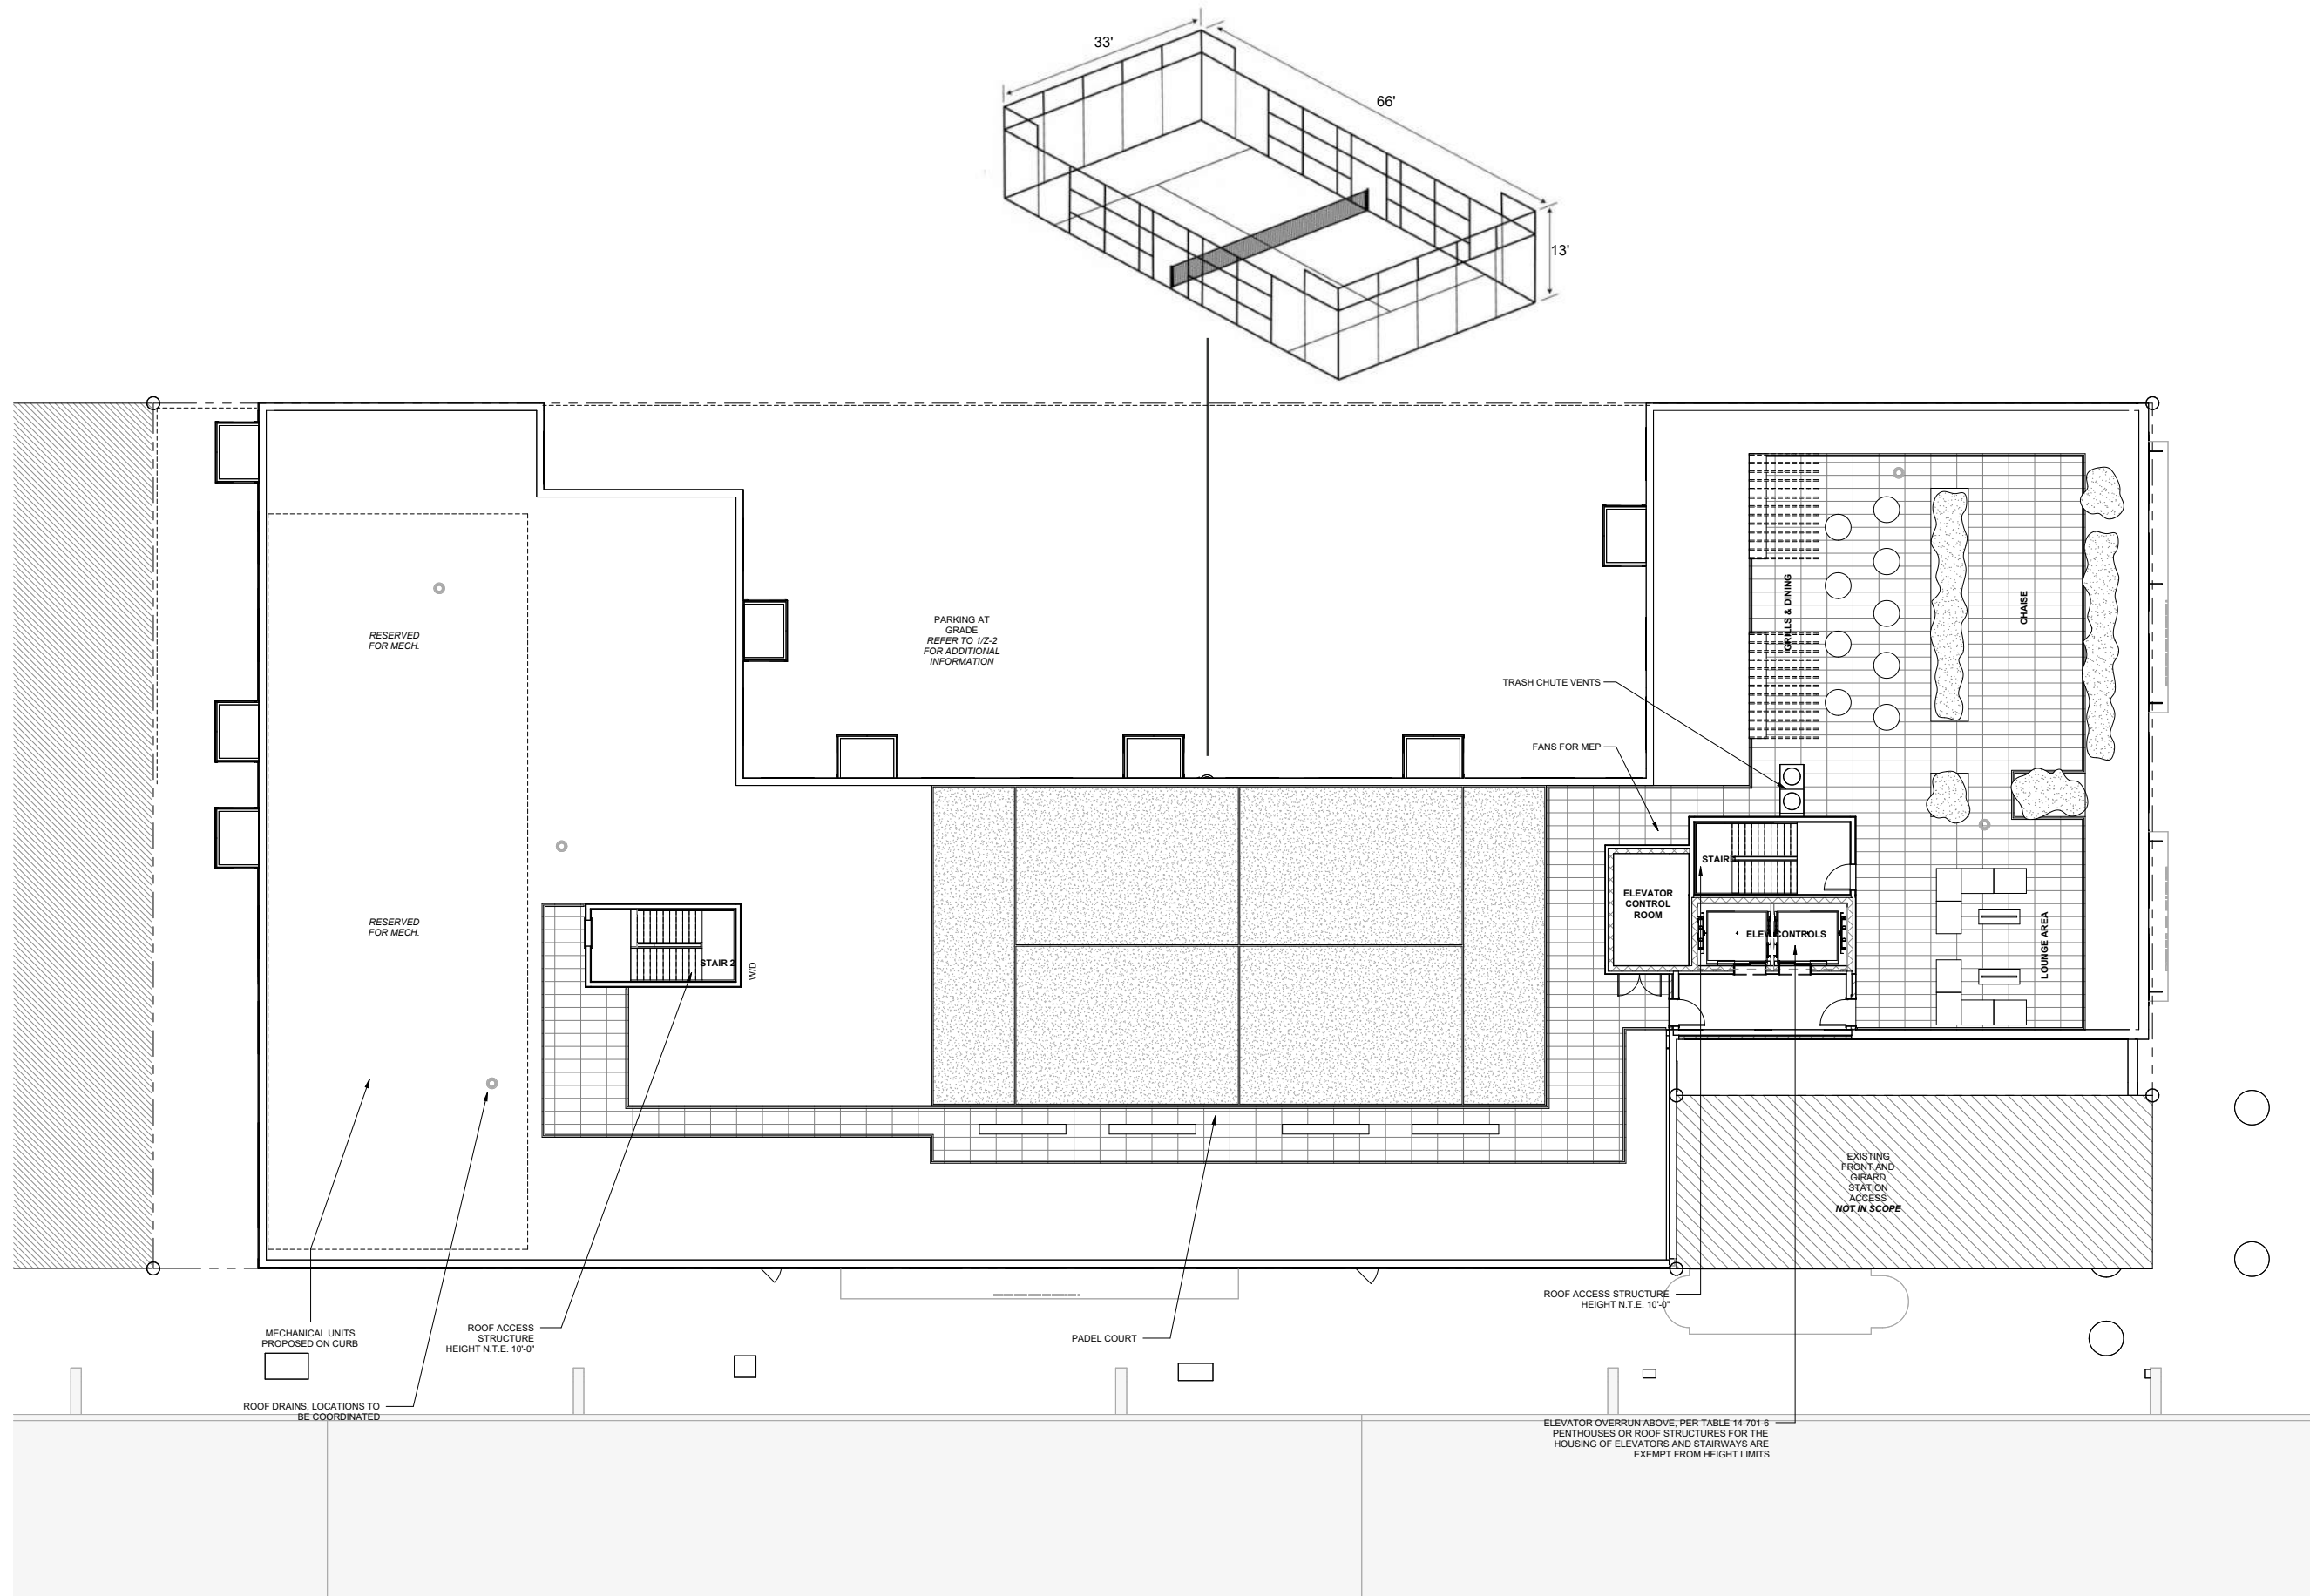 33'
66'
13'
RESERVED
FOR MECH.
PARKING AT
GRADE
REFER TO 1/Z-2
FOR ADDITIONAL
INFORMATION
TRASH CHUTE VENTS
FANS FOR MEP
GRILLS & DINING
CHAISE
STAIR
ELEVATOR
CONTROL
ROOM
ELEV CONTROLS
LOUNGE AREA
RESERVED
FOR MECH.
STAIR 2
W/D
EXISTING
FRONT AND
GIRARD
STATION
ACCESS
NOT IN SCOPE
MECHANICAL UNITS
PROPOSED ON CURB
ROOF ACCESS
STRUCTURE
HEIGHT N.T.E. 10'-0"
PADEL COURT
ROOF ACCESS STRUCTURE
HEIGHT N.T.E. 10'-0"
ROOF DRAINS, LOCATIONS TO
BE COORDINATED
ELEVATOR OVERRUN ABOVE, PER TABLE 14-701-6
PENTHOUSES OR ROOF STRUCTURES FOR THE
HOUSING OF ELEVATORS AND STAIRWAYS ARE
EXEMPT FROM HEIGHT LIMITS